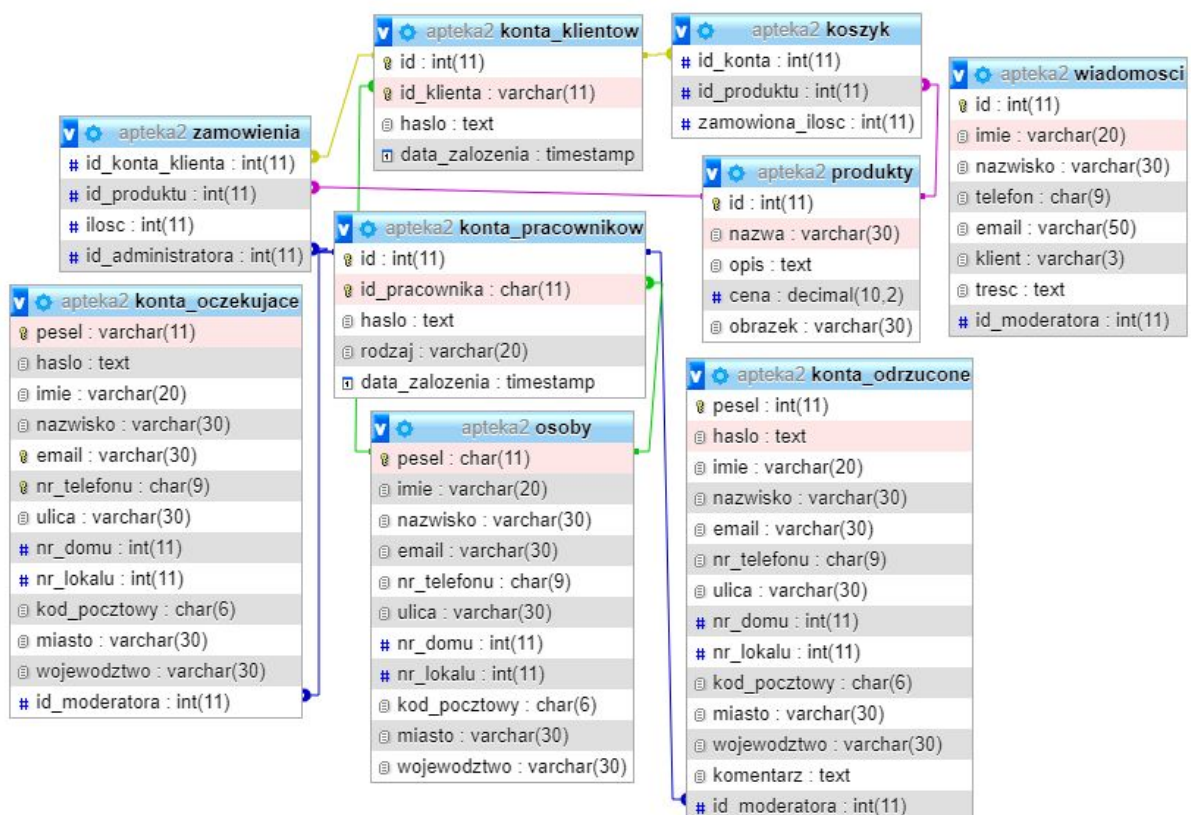 apteka2 konta_klientow
id : int(11)
id_klienta : varchar(11)
haslo : text
data_zalozenia : timestamp
apteka2 koszyk
id_konta : int(11)
id_produktu : int(11)
zamowiona_ilosc : int(11)
apteka2 wiadomosci
id : int(11)
imie : varchar(20)
nazwisko : varchar(30)
telefon : char(9)
email : varchar(50)
klient : varchar(3)
tresc : text
id_moderatora : int(11)
apteka2 zamowienia
id_konta_klienta : int(11)
id_produktu : int(11)
ilosc : int(11)
id_administratora : int(11)
apteka2 produkty
id : int(11)
nazwa : varchar(30)
opis : text
cena : decimal(10,2)
obrazek : varchar(30)
apteka2 konta_pracownikow
id : int(11)
id_pracownika : char(11)
haslo : text
rodzaj : varchar(20)
data_zalozenia : timestamp
apteka2 konta_oczekujace
pesel : varchar(11)
haslo : text
imie : varchar(20)
nazwisko : varchar(30)
email : varchar(30)
nr_telefonu : char(9)
ulica : varchar(30)
nr_domu : int(11)
nr_lokalu : int(11)
kod_pocztowy : char(6)
miasto : varchar(30)
wojewodztwo : varchar(30)
id_moderatora : int(11)
apteka2 osoby
pesel : char(11)
imie : varchar(20)
nazwisko : varchar(30)
email : varchar(30)
nr_telefonu : char(9)
ulica : varchar(30)
nr_domu : int(11)
nr_lokalu : int(11)
kod_pocztowy : char(6)
miasto : varchar(30)
wojewodztwo : varchar(30)
apteka2 konta_odrzucone
pesel : int(11)
haslo : text
imie : varchar(20)
nazwisko : varchar(30)
email : varchar(30)
nr_telefonu : char(9)
ulica : varchar(30)
nr_domu : int(11)
nr_lokalu : int(11)
kod_pocztowy : char(6)
miasto : varchar(30)
wojewodztwo : varchar(30)
komentarz : text
id_moderatora : int(11)